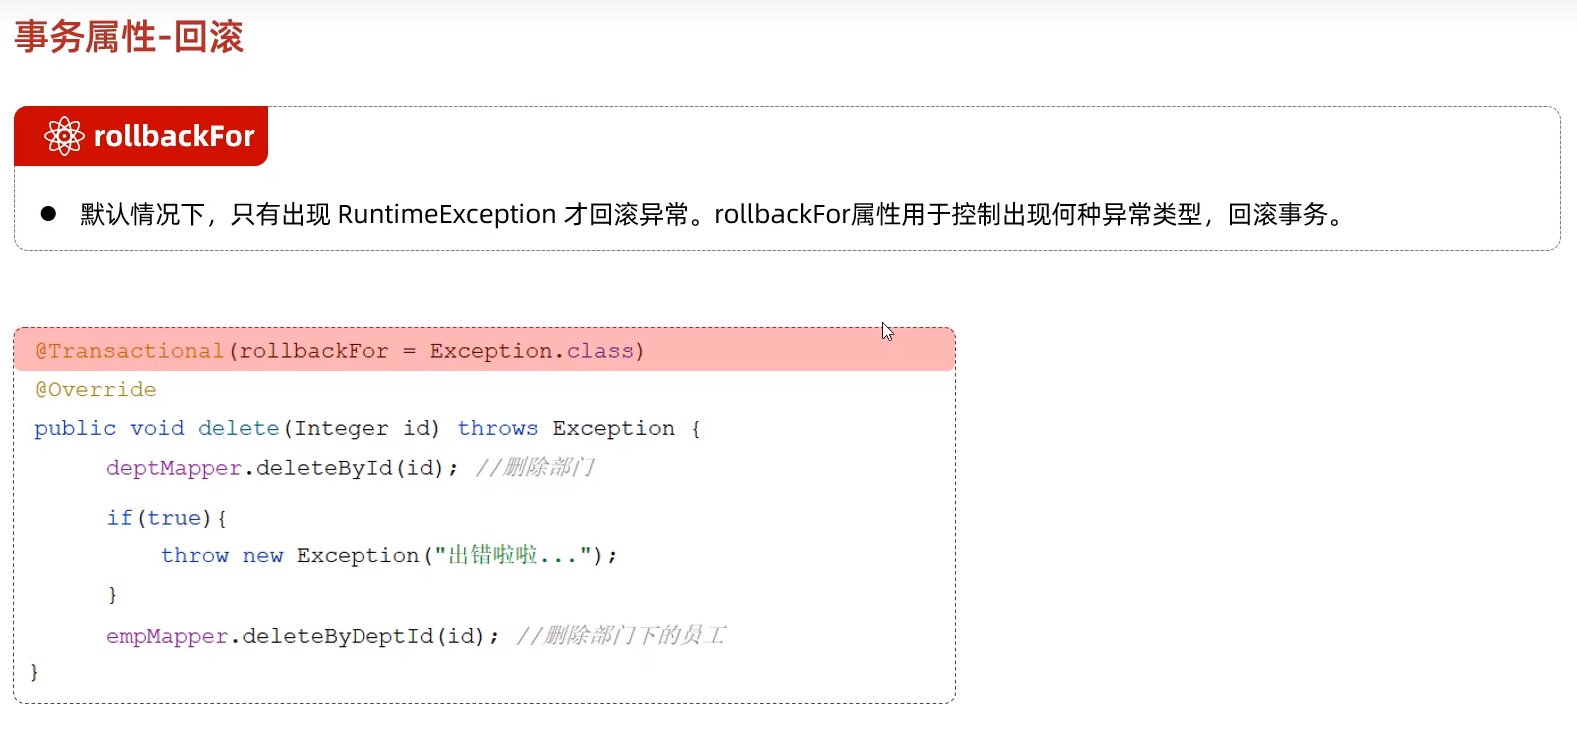 事务属性-回滚
rollbackFor
默认情况下，只有出现 RuntimeException 才回滚异常。rollbackFor属性用于控制出现何种异常类型，回滚事务。
@Transactional(rollbackFor = Exception.class)
@Override
public void delete(Integer id) throws Exception {
deptMapper.deleteById(id); //删除部门
if(true){
throw new Exception("出错啦啦...");
}
empMapper.deleteByDeptId(id); //删除部门下的员工
}